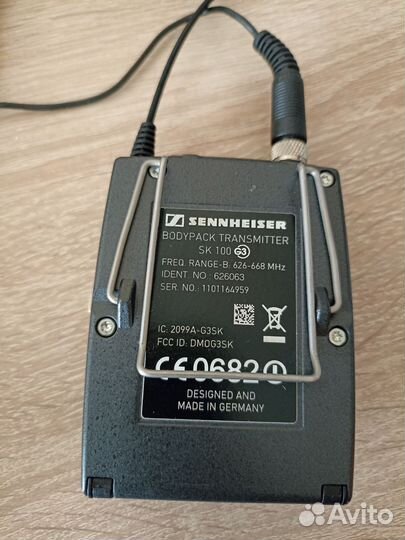 SENNHEISER
BODYPACK TRANSMITTER
SK 100 G3
FREQ. RANGE-B: 626-668 MHz
IDENT. NO.: 626063
SER. NO.: 1101164959
IC: 2099A-G3SK
FCC ID: DMOG3SK
CE0682
DESIGNED AND
MADE IN GERMANY
Avito